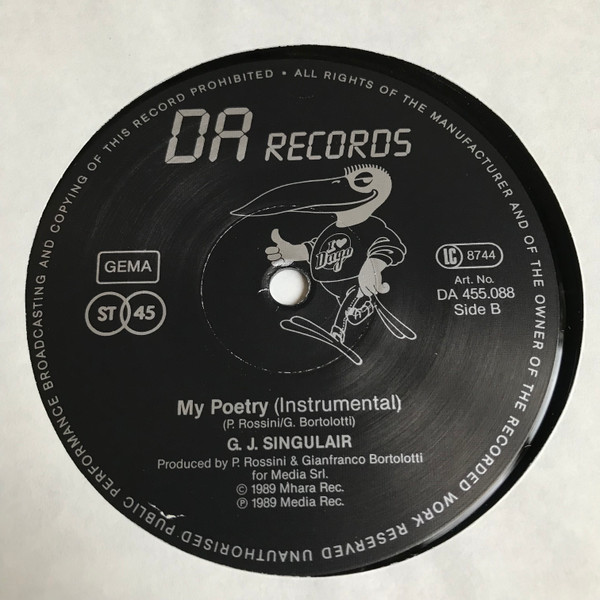 UNAUTHORISED PUBLIC PERFORMANCE BROADCASTING AND COPYING OF THIS RECORD PROHIBITED • ALL RIGHTS OF THE MANUFACTURER AND OF THE OWNER OF THE RECORDED WORK RESERVED
DA RECORDS
I ♥
Daga
GEMA
ST 45
LC 8744
Art. No.
DA 455.088
Side B
My Poetry (Instrumental)
(P. Rossini/G. Bortolotti)
G. J. SINGULAIR
Produced by P. Rossini & Gianfranco Bortolotti
for Media Srl.
© 1989 Mhara Rec.
℗ 1989 Media Rec.